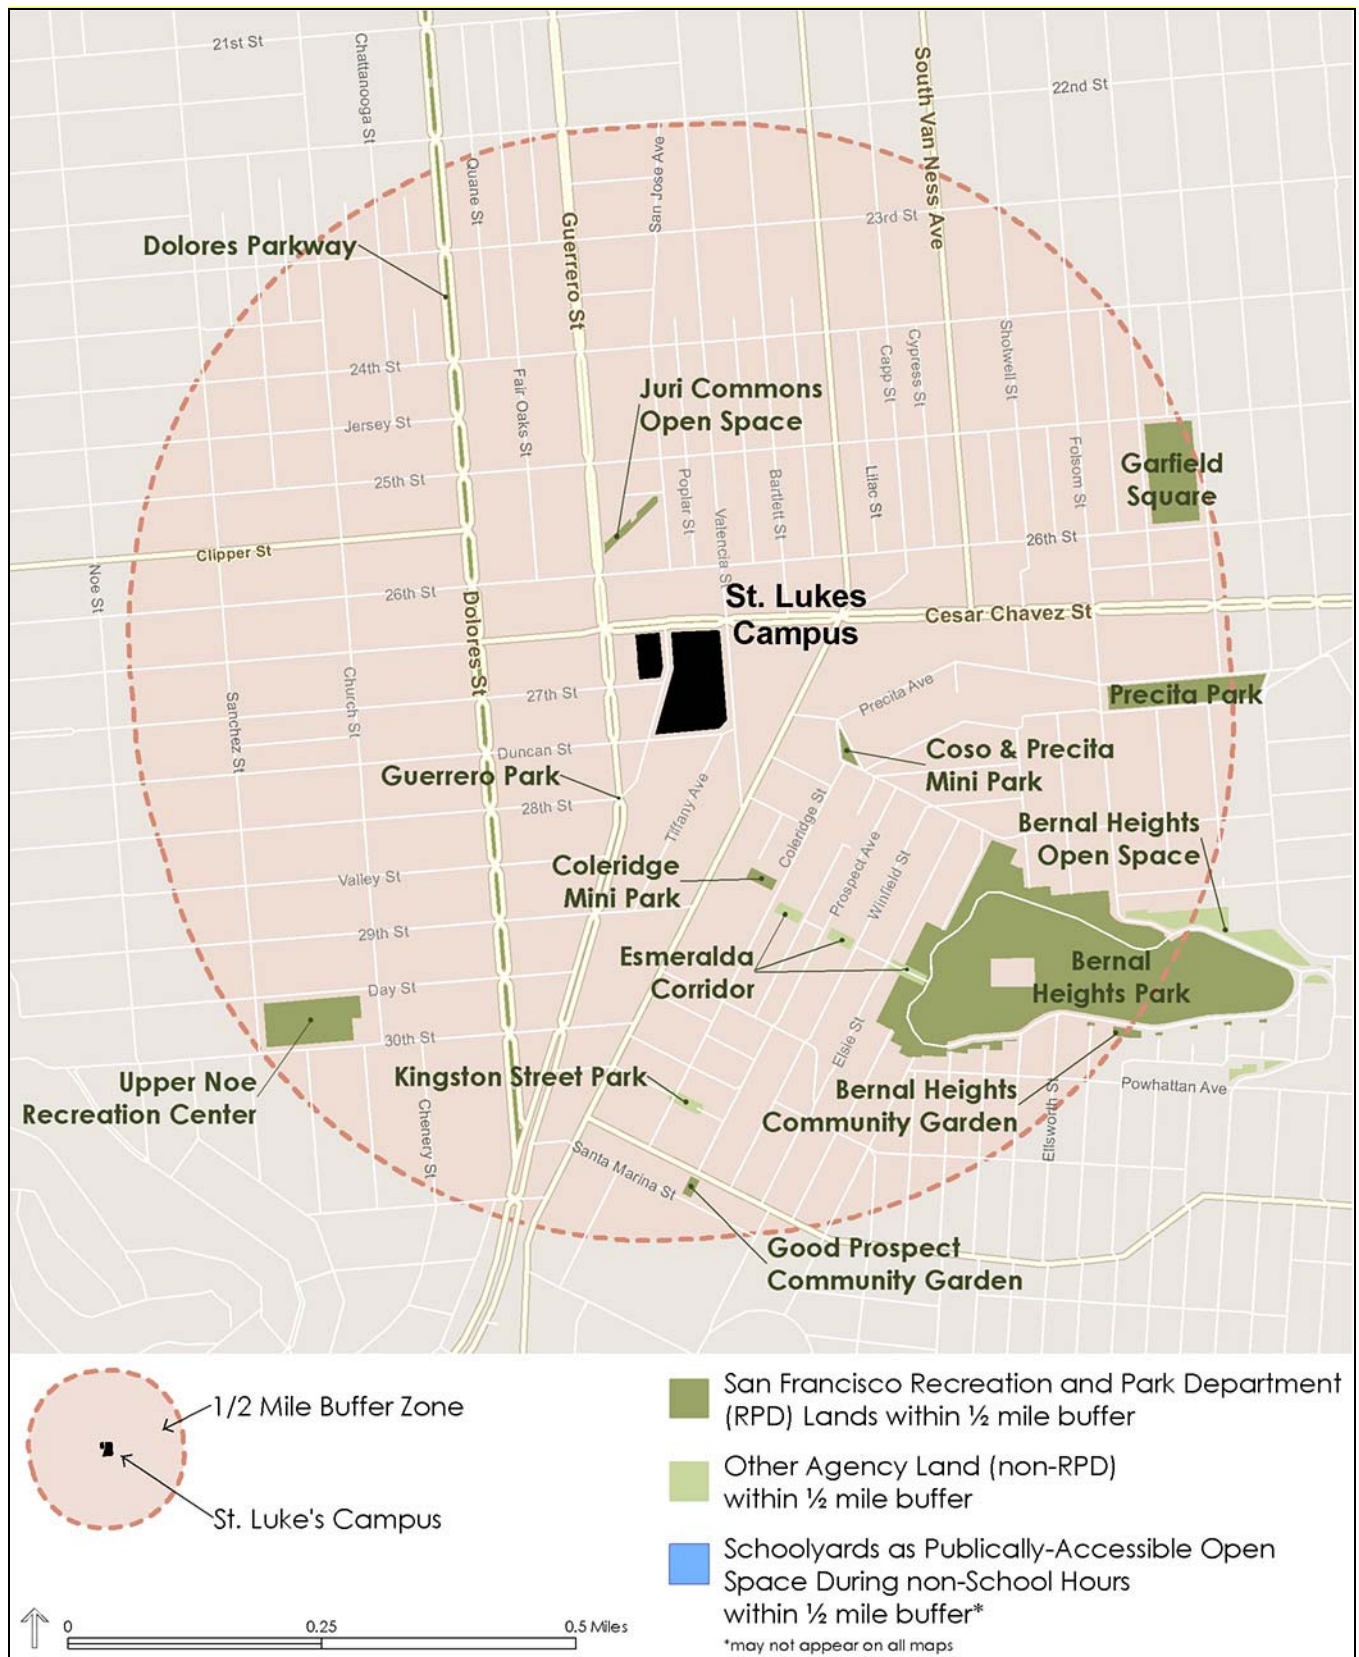 21st St
Chattanooga St
South Van Ness Ave
22nd St
Quane St
San Jose Ave
Guerrero St
23rd St
Dolores Parkway
24th St
Fair Oaks St
Capp St
Cypress St
Shotwell St
Juri Commons
Open Space
Jersey St
25th St
Poplar St
Bartlett St
Lilac St
Folsom St
Garfield
Square
Valencia St
26th St
Clipper St
Noe St
26th St
Dolores St
St. Lukes
Campus
Cesar Chavez St
Sanchez St
Church St
27th St
Precita Ave
Precita Park
Duncan St
Coso & Precita
Mini Park
Guerrero Park
28th St
Tiffany Ave
Coleridge St
Bernal Heights
Open Space
Coleridge
Mini Park
Prospect Ave
Winfield St
Valley St
29th St
Esmeralda
Corridor
Bernal
Heights Park
Day St
30th St
Elsie St
Upper Noe
Recreation Center
Kingston Street Park
Bernal Heights
Community Garden
Powhattan Ave
Ellsworth St
Chenery St
Santa Marina St
Good Prospect
Community Garden
1/2 Mile Buffer Zone
St. Luke's Campus
San Francisco Recreation and Park Department
(RPD) Lands within ½ mile buffer
Other Agency Land (non-RPD)
within ½ mile buffer
Schoolyards as Publically-Accessible Open
Space During non-School Hours
within ½ mile buffer*
*may not appear on all maps
0
0.25
0.5 Miles